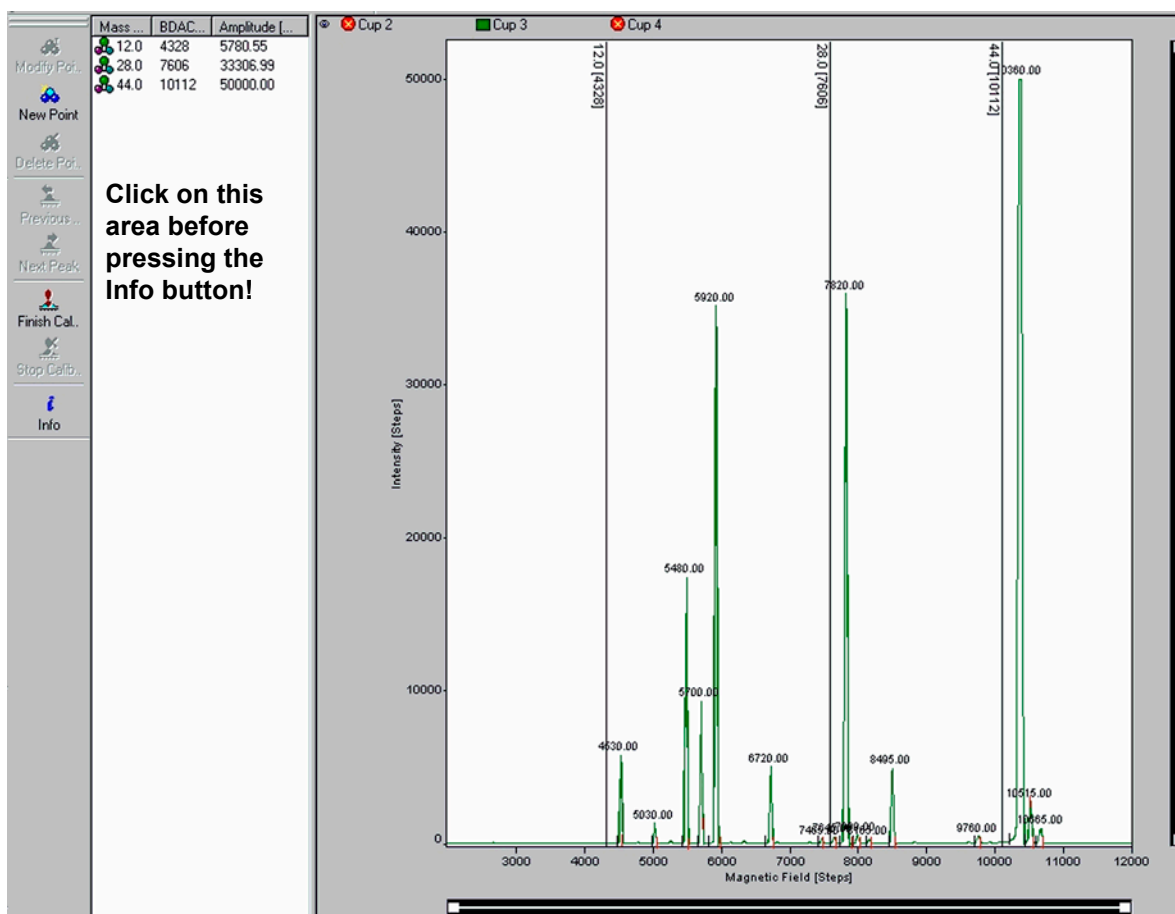 Mass ... BDAC... Amplitude [...
12.0 4328 5780.55
28.0 7606 33306.99
44.0 10112 50000.00
Modify Poi..
New Point
Delete Poi..
Previous ..
Next Peak
Finish Cal..
Stop Calib..
Info
Click on this
area before
pressing the
Info button!
Cup 2 Cup 3 Cup 4
12.0 [4328]
28.0 [7606]
44.0 [10112]
0360.00
5920.00
7820.00
5480.00
5700.00
4630.00
6720.00
8495.00
5030.00
9760.00
10515.00
10665.00
Intensity [Steps]
50000
40000
30000
20000
10000
0
3000 4000 5000 6000 7000 8000 9000 10000 11000 12000
Magnetic Field [Steps]